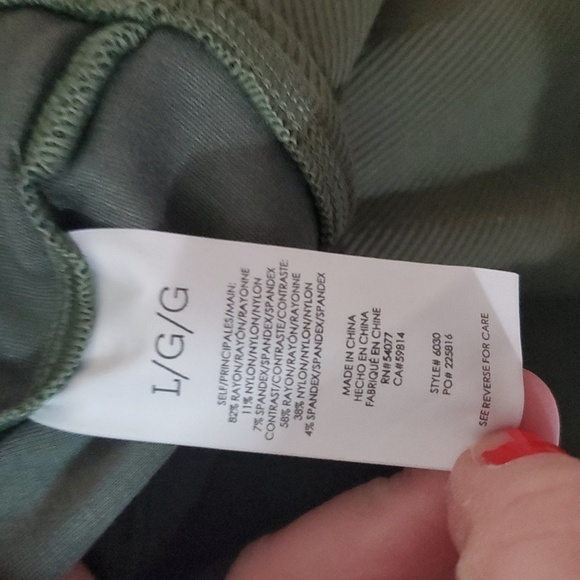 L/G/G
SELF/PRINCIPALES/MAIN:
82% RAYON/RAYON/RAYONNE
11% NYLON/NYLON/NYLON
7% SPANDEX/SPANDEX/SPANDEX
CONTRAST/CONTRASTE/CONTRASTE:
58% RAYON/RAYON/RAYONNE
38% NYLON/NYLON/NYLON
4% SPANDEX/SPANDEX/SPANDEX
MADE IN CHINA
HECHO EN CHINA
FABRIQUÉ EN CHINE
RN#54077
CA#59814
STYLE# 6030
PO# 225816
SEE REVERSE FOR CARE